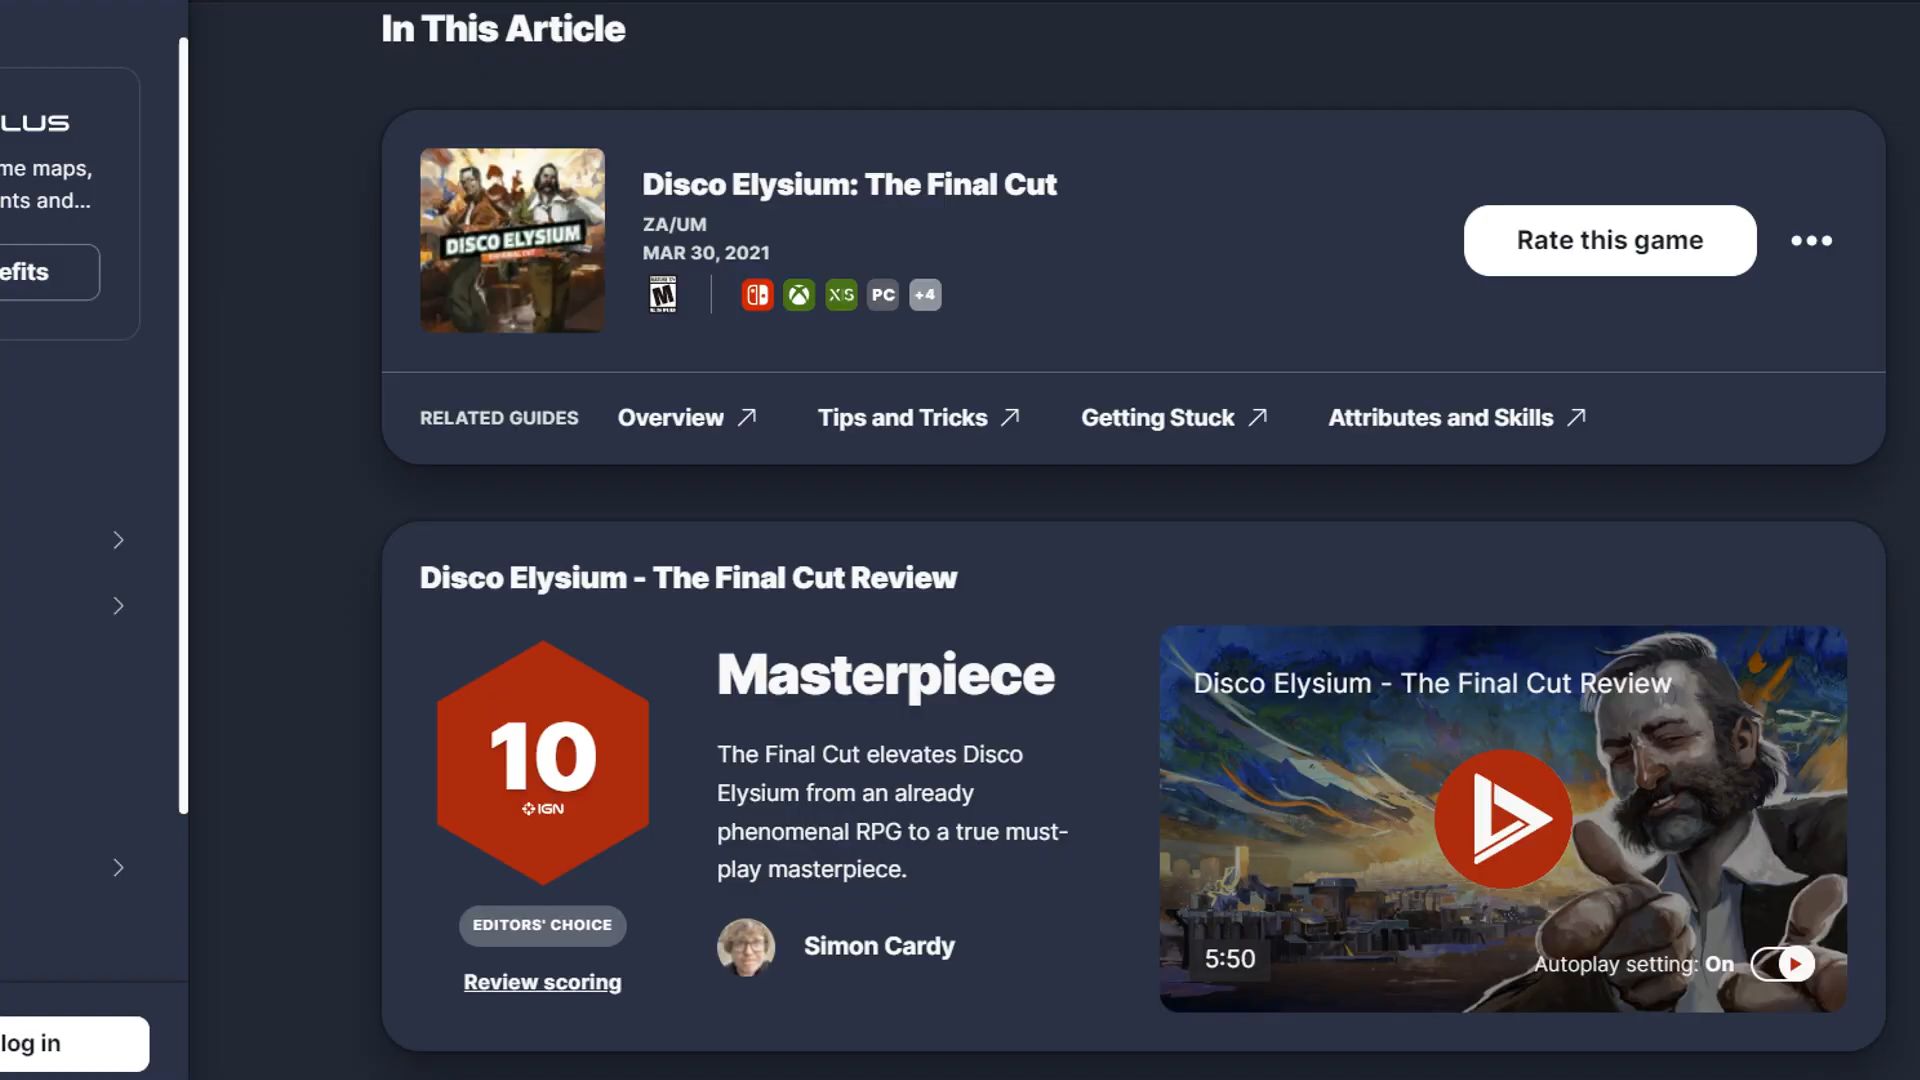 In This Article
LUS
me maps,
nts and...
efits
log in
DISCO ELYSIUM
Disco Elysium: The Final Cut
ZA/UM
MAR 30, 2021
M
X|S
PC
+4
Rate this game
RELATED GUIDES
Overview
Tips and Tricks
Getting Stuck
Attributes and Skills
Disco Elysium - The Final Cut Review
10
IGN
EDITORS' CHOICE
Review scoring
Masterpiece
The Final Cut elevates Disco
Elysium from an already
phenomenal RPG to a true must-
play masterpiece.
Simon Cardy
Disco Elysium - The Final Cut Review
5:50
Autoplay setting: On